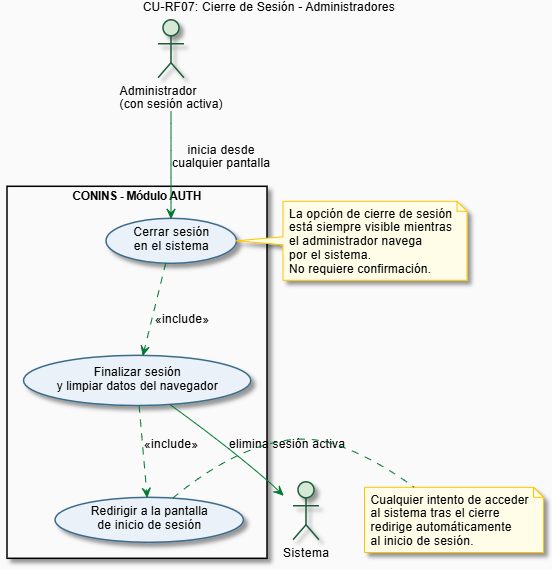 CU-RF07: Cierre de Sesión - Administradores
Administrador
(con sesión activa)
inicia desde
cualquier pantalla
CONINS - Módulo AUTH
Cerrar sesión
en el sistema
La opción de cierre de sesión
está siempre visible mientras
el administrador navega
por el sistema.
No requiere confirmación.
«include»
Finalizar sesión
y limpiar datos del navegador
«include»
elimina sesión activa
Redirigir a la pantalla
de inicio de sesión
Sistema
Cualquier intento de acceder
al sistema tras el cierre
redirige automáticamente
al inicio de sesión.